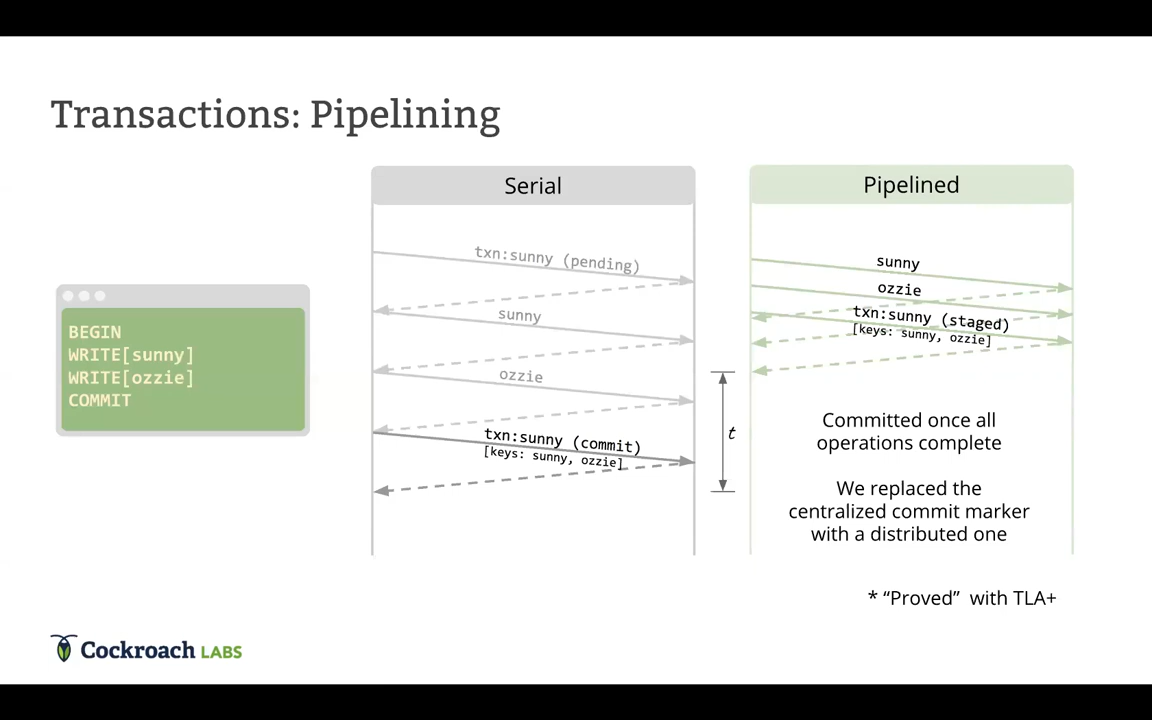 Transactions: Pipelining
BEGIN
WRITE[sunny]
WRITE[ozzie]
COMMIT
Serial
txn:sunny (pending)
sunny
ozzie
txn:sunny (commit)
[keys: sunny, ozzie]
t
Pipelined
sunny
ozzie
txn:sunny (staged)
[keys: sunny, ozzie]
Committed once all
operations complete
We replaced the
centralized commit marker
with a distributed one
* “Proved” with TLA+
Cockroach LABS